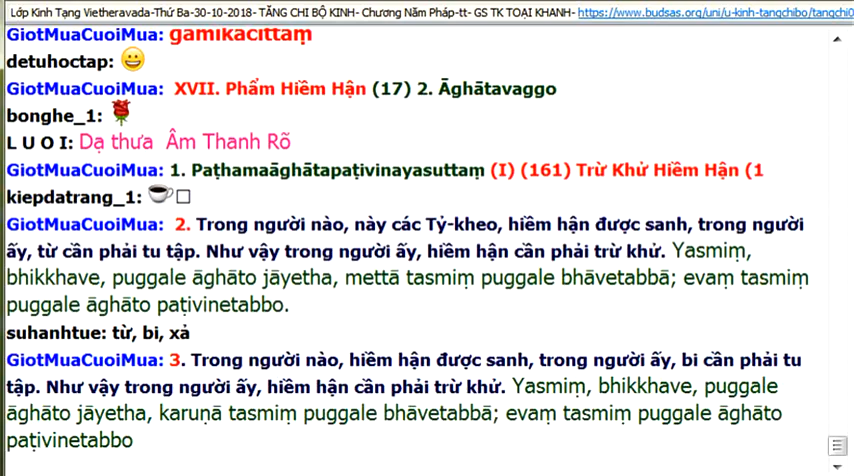 Lớp Kinh Tạng Vietheravada-Thứ Ba-30-10-2018- TĂNG CHI BỘ KINH- Chương Năm Pháp-tt- GS TK TOẠI KHANH- https://www.budsas.org/uni/u-kinh-tangchibo/tangchi0
GiotMuaCuoiMua: gamikacittaṃ
detuhoctap:
GiotMuaCuoiMua: XVII. Phẩm Hiềm Hận (17) 2. Āghātavaggo
bonghe_1:
L U O I: Dạ thưa Âm Thanh Rõ
GiotMuaCuoiMua: 1. Paṭhamaāghātapaṭivinayasuttaṃ (I) (161) Trừ Khử Hiềm Hận (1
kiepdatrang_1:
GiotMuaCuoiMua: 2. Trong người nào, này các Tỷ-kheo, hiềm hận được sanh, trong người
ấy, từ cần phải tu tập. Như vậy trong người ấy, hiềm hận cần phải trừ khử. Yasmiṃ,
bhikkhave, puggale āghāto jāyetha, mettā tasmiṃ puggale bhāvetabbā; evaṃ tasmiṃ
puggale āghāto paṭivinetabbo.
suhanhtue: từ, bi, xả
GiotMuaCuoiMua: 3. Trong người nào, hiềm hận được sanh, trong người ấy, bi cần phải tu
tập. Như vậy trong người ấy, hiềm hận cần phải trừ khử. Yasmiṃ, bhikkhave, puggale
āghāto jāyetha, karuṇā tasmiṃ puggale bhāvetabbā; evaṃ tasmiṃ puggale āghāto
paṭivinetabbo